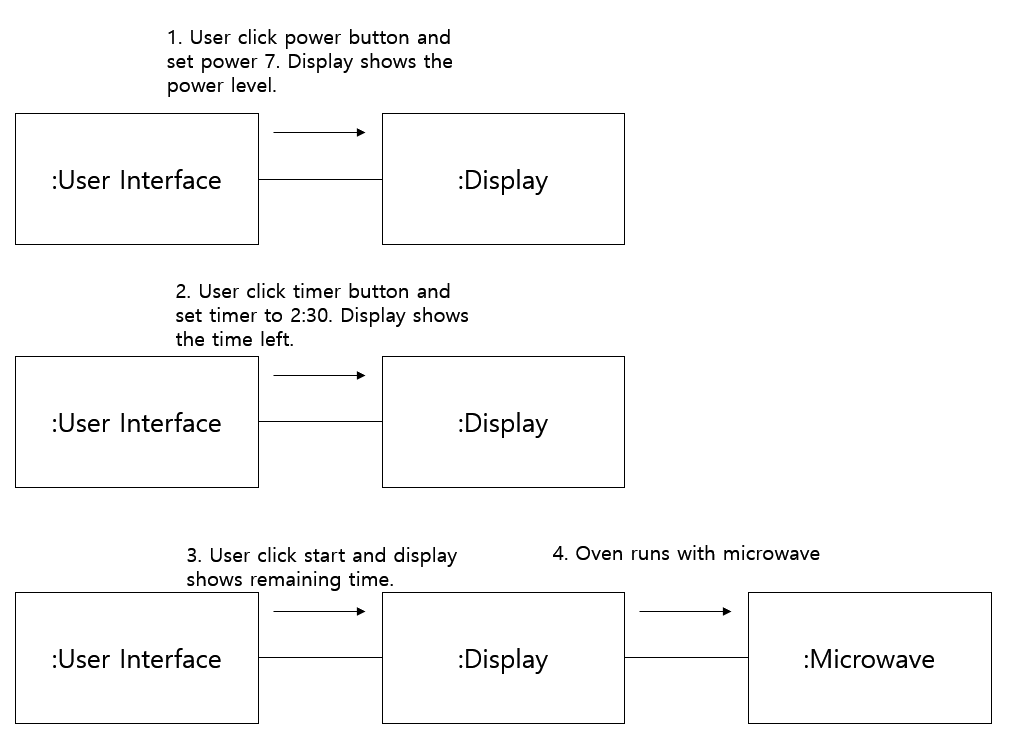 1. User click power button and
set power 7. Display shows the
power level.
:User Interface
:Display
2. User click timer button and
set timer to 2:30. Display shows
the time left.
:User Interface
:Display
3. User click start and display
shows remaining time.
4. Oven runs with microwave
:User Interface
:Display
:Microwave